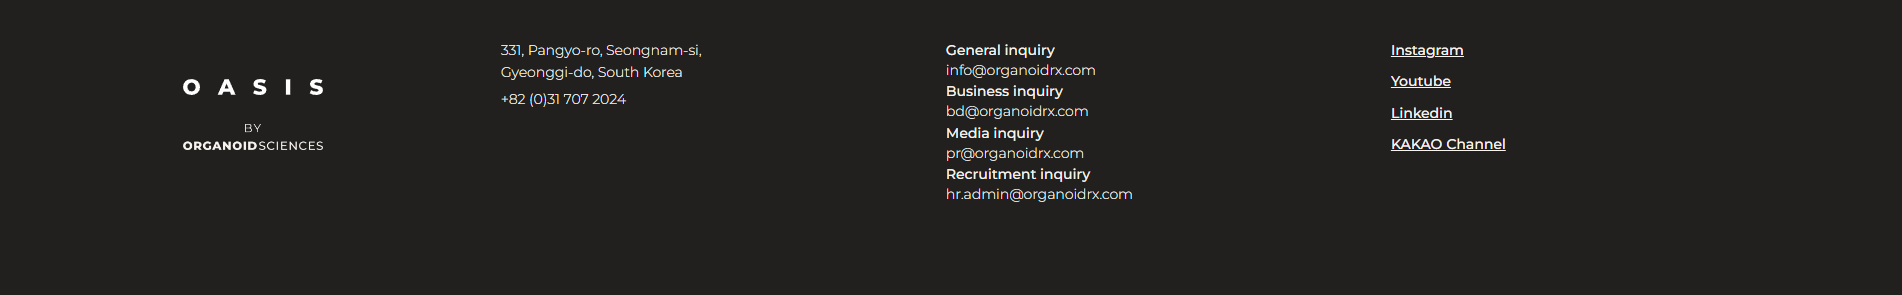 O A S I S
BY
ORGANOIDSCIENCES
331, Pangyo-ro, Seongnam-si,
Gyeonggi-do, South Korea
+82 (0)31 707 2024
General inquiry
info@organoidrx.com
Business inquiry
bd@organoidrx.com
Media inquiry
pr@organoidrx.com
Recruitment inquiry
hr.admin@organoidrx.com
Instagram
Youtube
Linkedin
KAKAO Channel